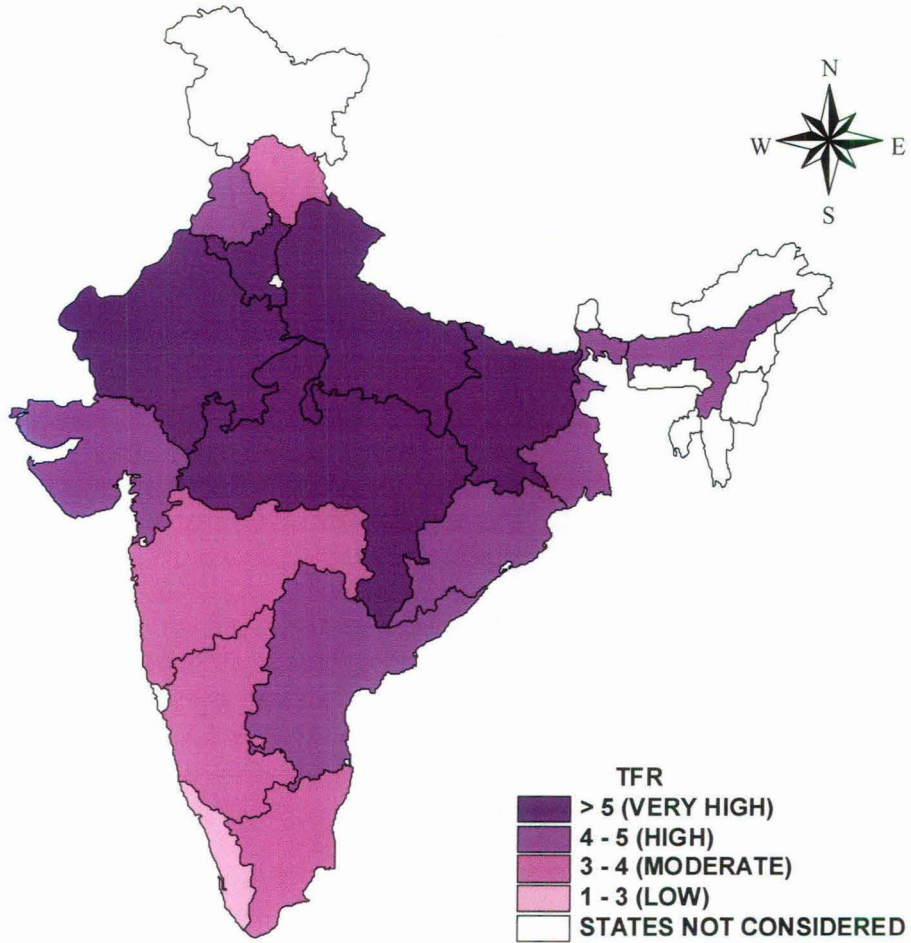 N
W E
S
TFR
> 5 (VERY HIGH)
4 - 5 (HIGH)
3 - 4 (MODERATE)
1 - 3 (LOW)
STATES NOT CONSIDERED